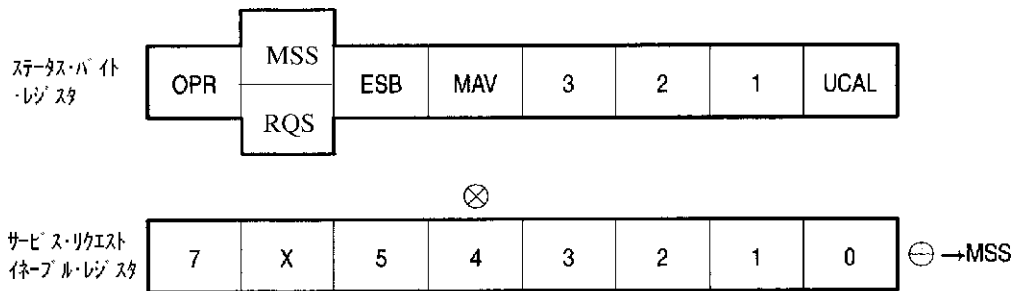 ステータス・バイト
・レジスタ
OPR MSS ESB MAV 3 2 1 UCAL
RQS
⊗
サービス・リクエスト
イネーブル・レジスタ
7 X 5 4 3 2 1 0 ⊖→MSS